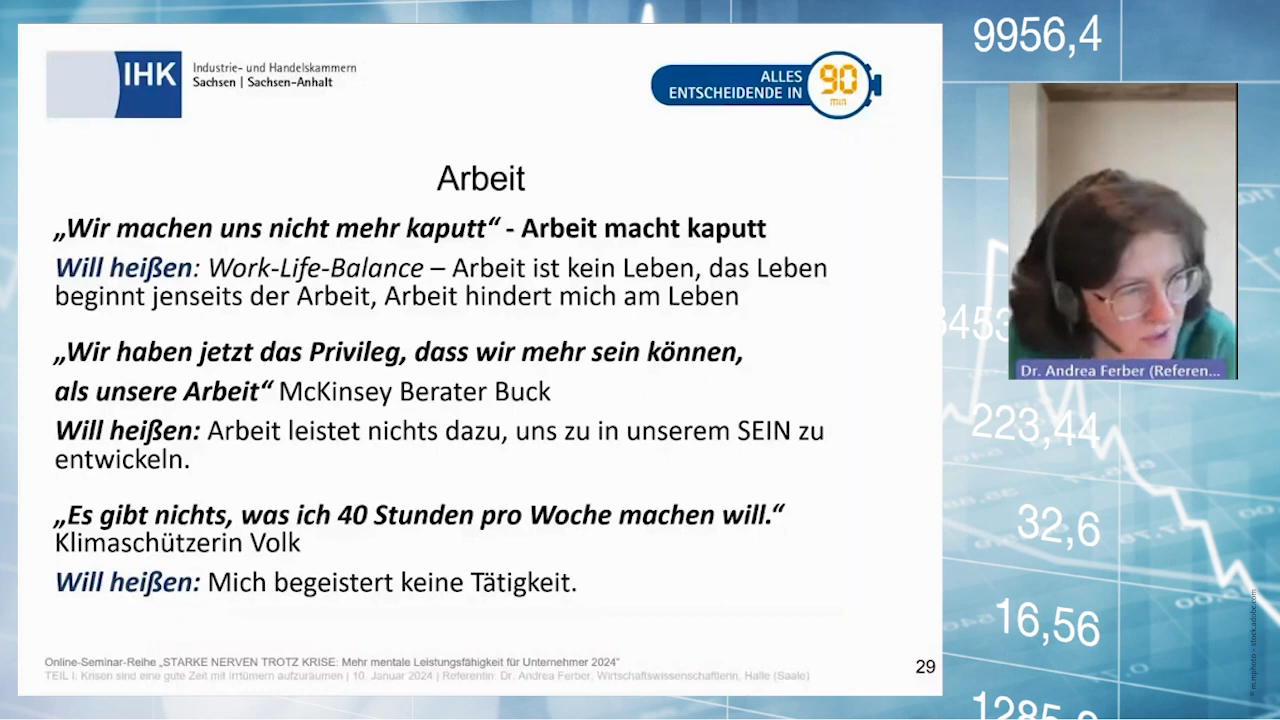 IHK
Industrie- und Handelskammern
Sachsen | Sachsen-Anhalt
ALLES
ENTSCHEIDENDE IN
90
min
Arbeit
„Wir machen uns nicht mehr kaputt“ - Arbeit macht kaputt
Will heißen: Work-Life-Balance – Arbeit ist kein Leben, das Leben
beginnt jenseits der Arbeit, Arbeit hindert mich am Leben
„Wir haben jetzt das Privileg, dass wir mehr sein können,
als unsere Arbeit“ McKinsey Berater Buck
Will heißen: Arbeit leistet nichts dazu, uns zu in unserem SEIN zu
entwickeln.
„Es gibt nichts, was ich 40 Stunden pro Woche machen will.“
Klimaschützerin Volk
Will heißen: Mich begeistert keine Tätigkeit.
Online-Seminar-Reihe „STARKE NERVEN TROTZ KRISE: Mehr mentale Leistungsfähigkeit für Unternehmer 2024“
TEIL I: Krisen sind eine gute Zeit mit Irrtümern aufzuräumen | 10. Januar 2024 | Referentin: Dr. Andrea Ferber, Wirtschaftswissenschaftlerin, Halle (Saale)
29
9956,4
Dr. Andrea Ferber (Referen...
223,44
32,6
16,56
© m.mphoto - stock.adobe.com